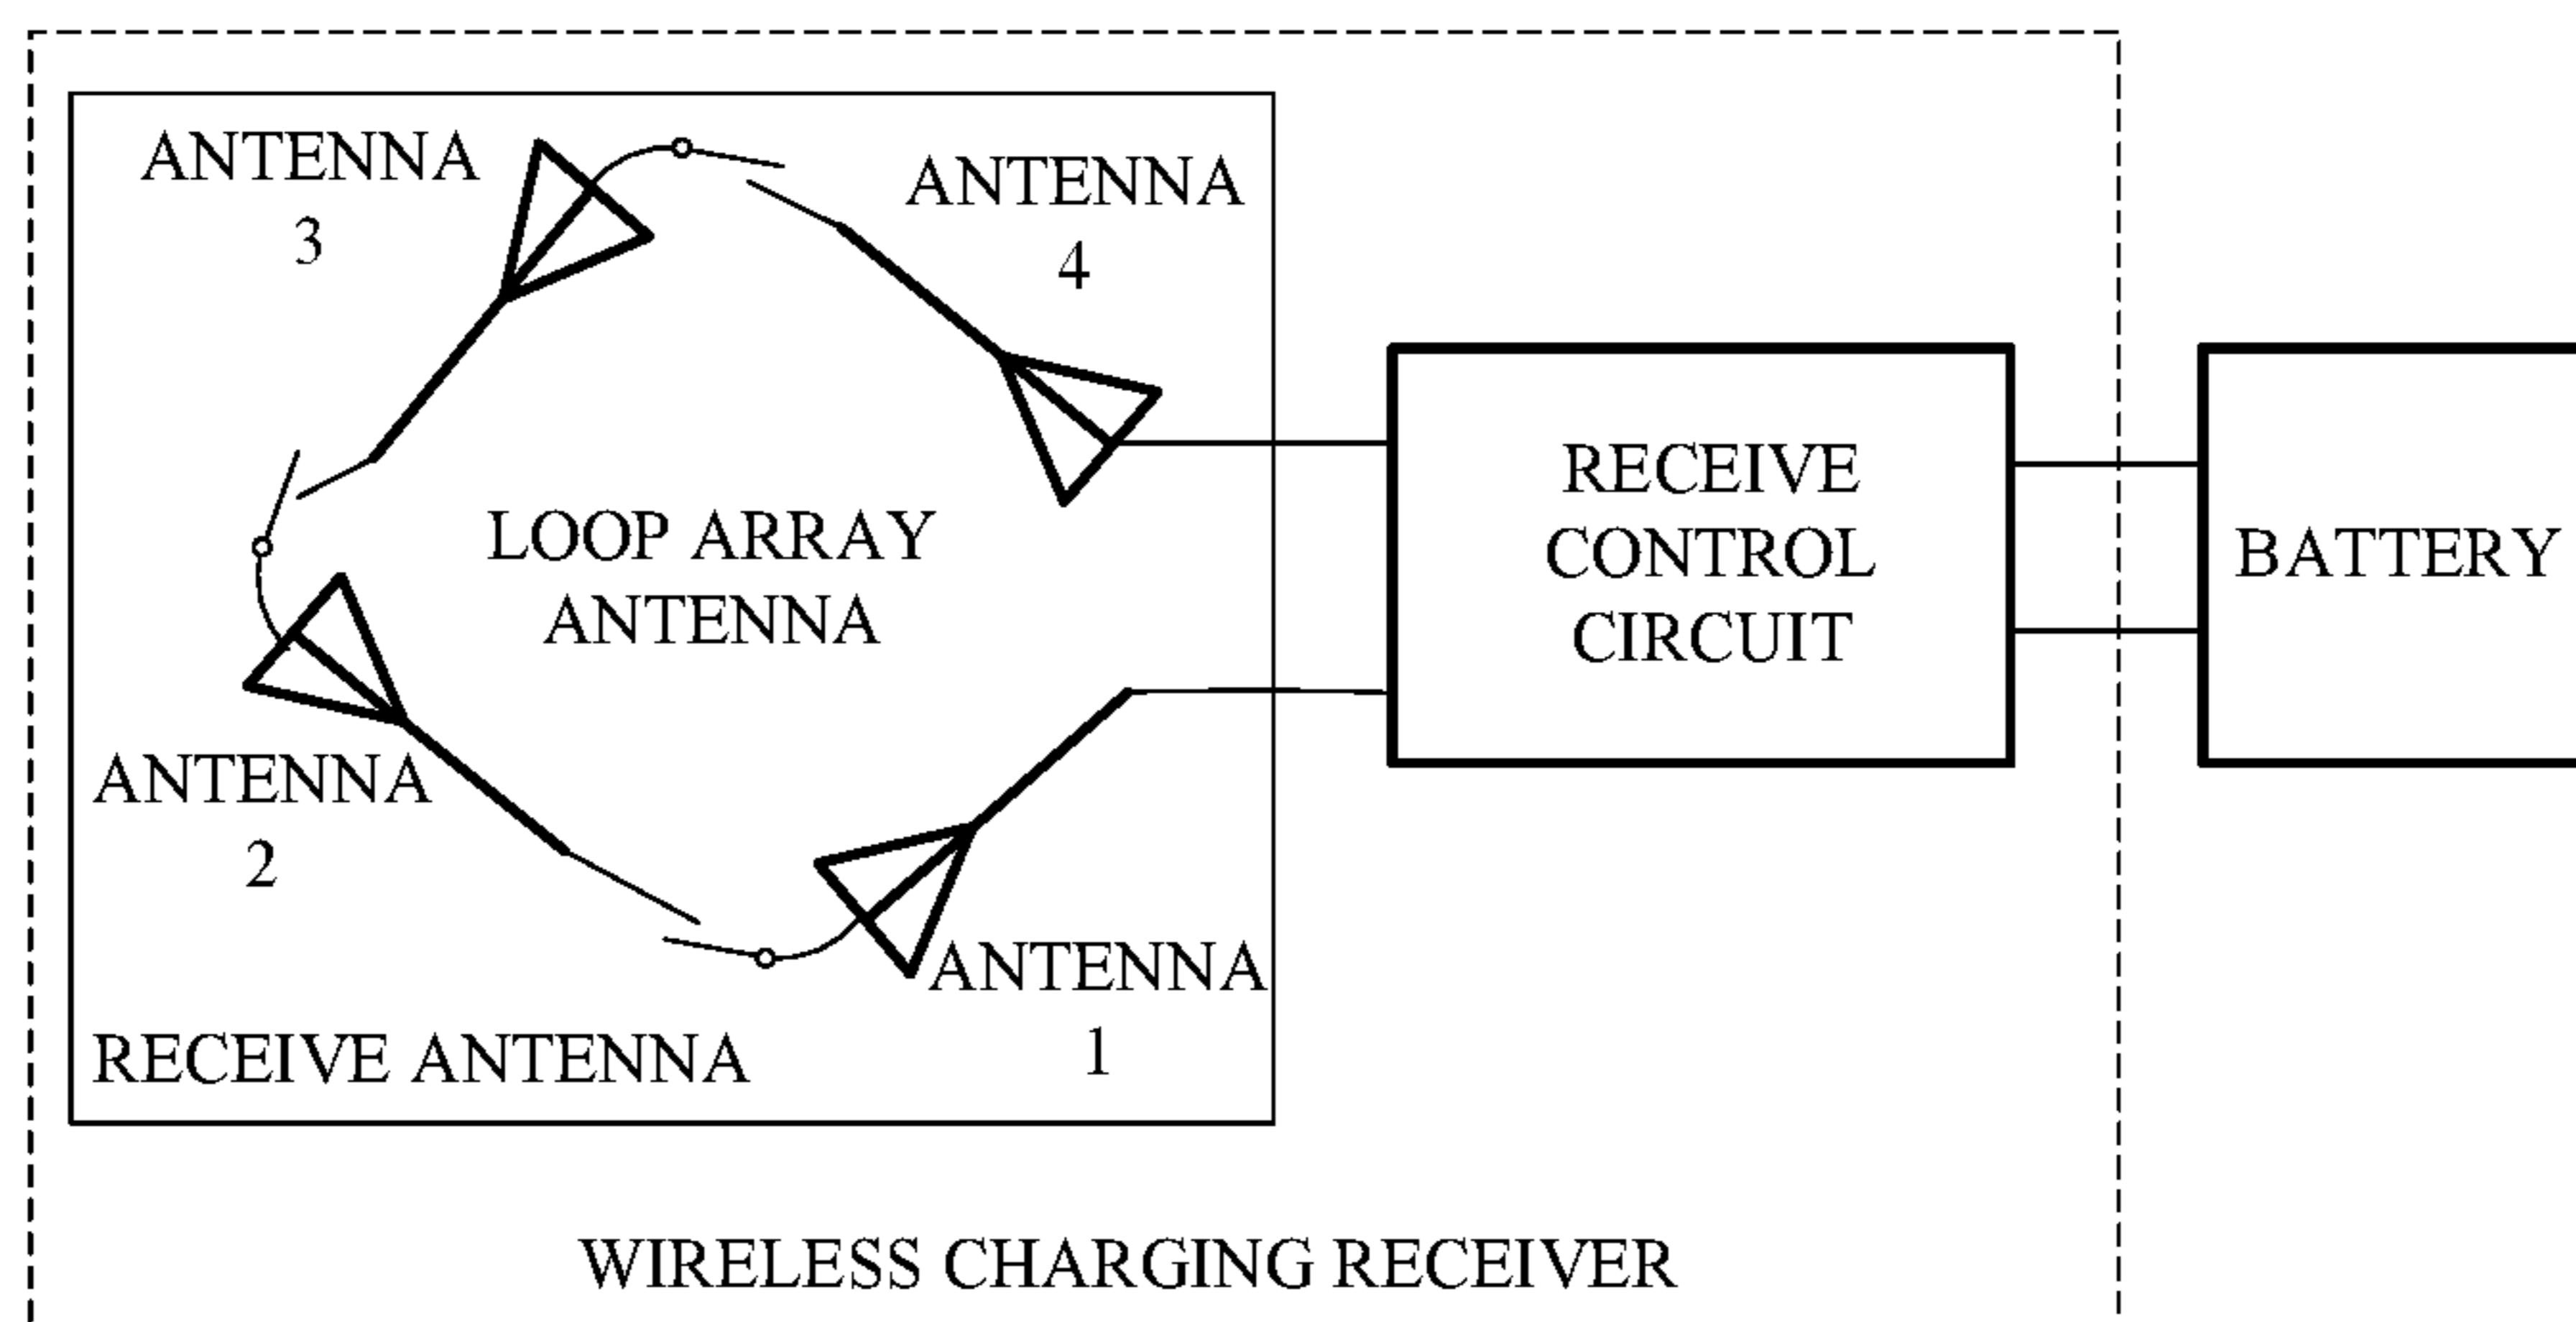 ANTENNA
3
ANTENNA
4
LOOP ARRAY
ANTENNA
RECEIVE
CONTROL
CIRCUIT
BATTERY
ANTENNA
2
ANTENNA
1
RECEIVE ANTENNA
WIRELESS CHARGING RECEIVER